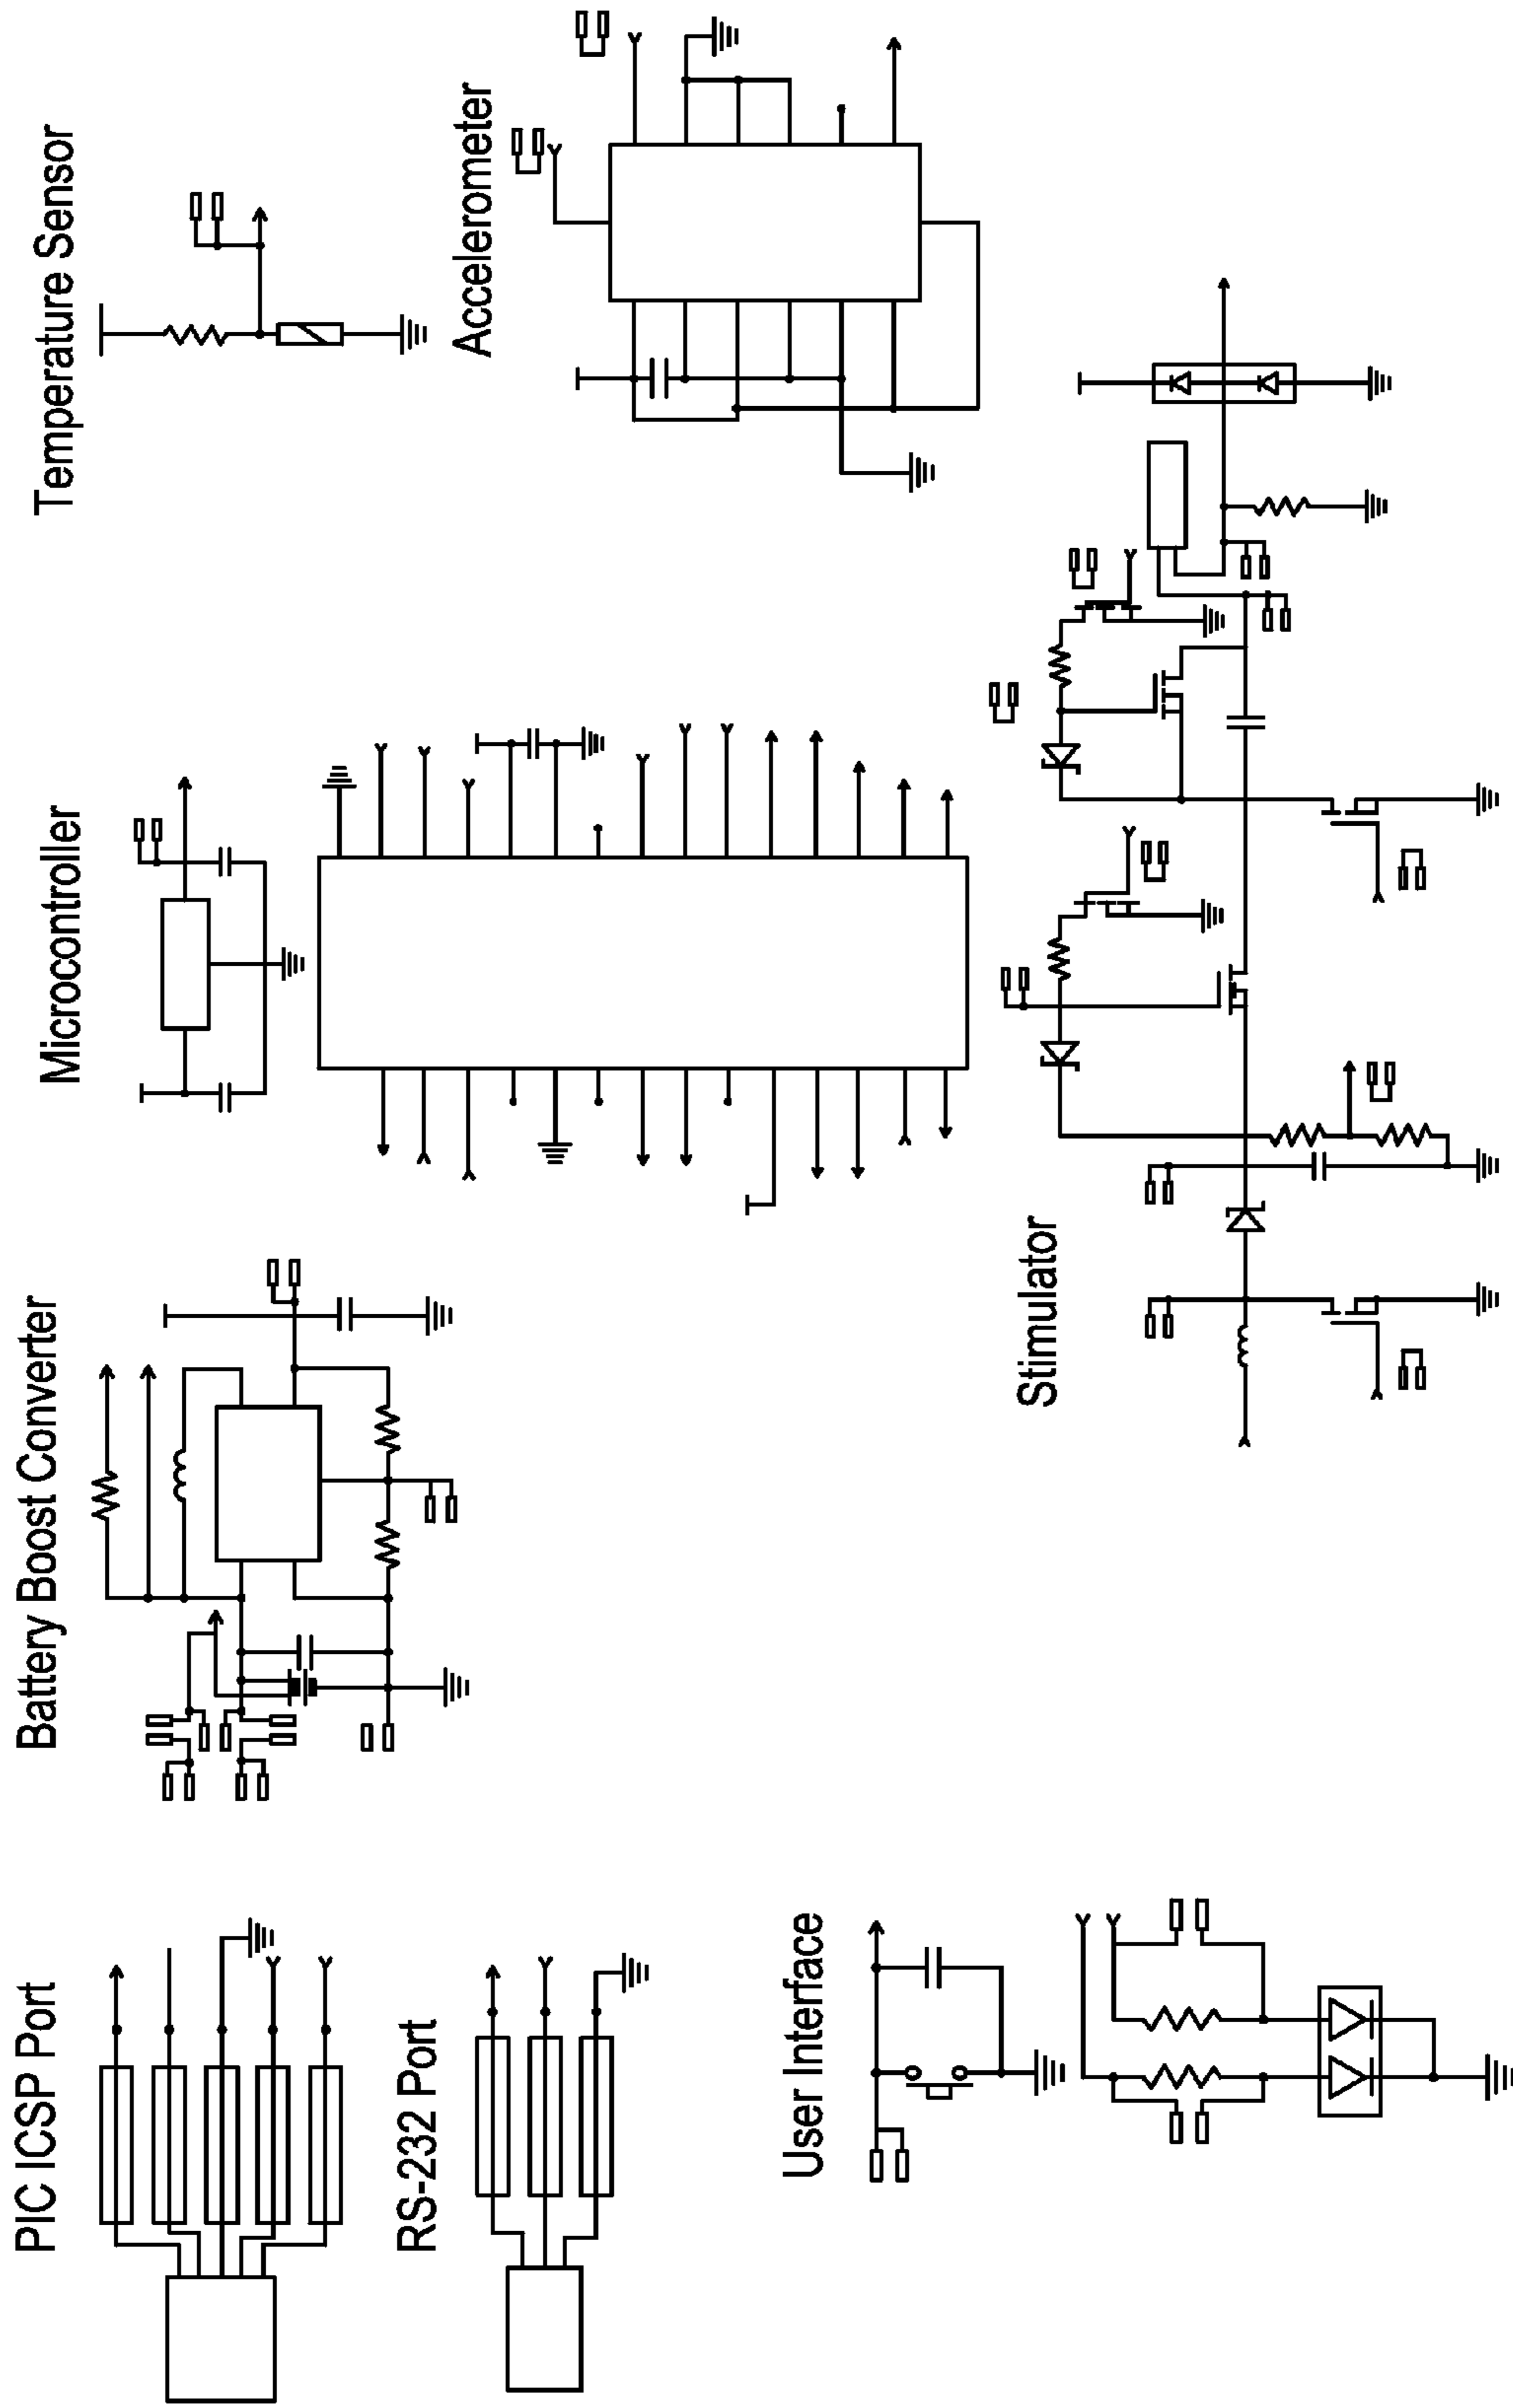 PIC ICSP Port
Battery Boost Converter
Microcontroller
Temperature Sensor
RS-232 Port
Accelerometer
User Interface
Stimulator